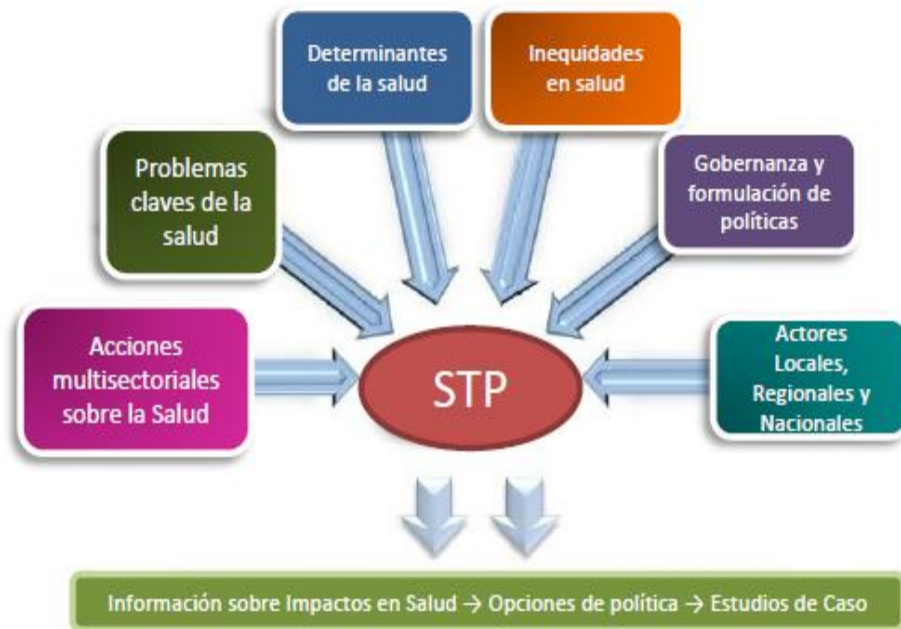 Determinantes
de la salud
Inequidades
en salud
Problemas
claves de la
salud
Gobernanza y
formulación de
políticas
Acciones
multisectoriales
sobre la Salud
STP
Actores
Locales,
Regionales y
Nacionales
Información sobre Impactos en Salud → Opciones de política → Estudios de Caso